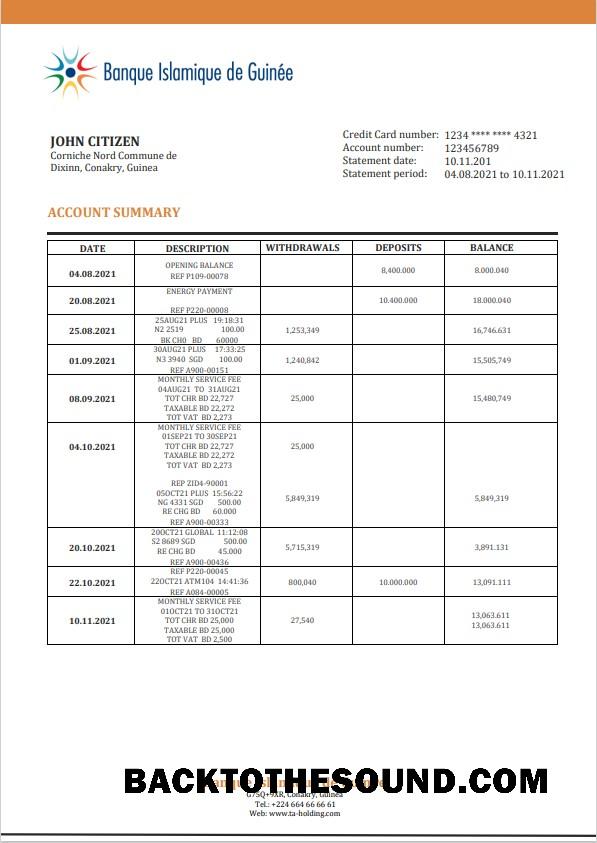 Banque Islamique de Guinée
JOHN CITIZEN
Corniche Nord Commune de
Dixinn, Conakry, Guinea
Credit Card number: 1234 **** **** 4321
Account number: 123456789
Statement date: 10.11.201
Statement period: 04.08.2021 to 10.11.2021
ACCOUNT SUMMARY
DATE DESCRIPTION WITHDRAWALS DEPOSITS BALANCE
OPENING BALANCE
04.08.2021 8,400.000 8.000.040
REF P109-00078
ENERGY PAYMENT
20.08.2021 10.400.000 18.000.040
REF P220-00008
25AUG21 PLUS 19:18:31
25.08.2021 N2 2519 100.00 1,253,349 16,746.631
BK CH0 BD 60000
30AUG21 PLUS 17:33:25
01.09.2021 N3 3940 SGD 100.00 1,240,842 15,505,749
REF A900-00151
MONTHLY SERVICE FEE
04AUG21 TO 31AUG21
08.09.2021 TOT CHR BD 22,727 25,000 15,480,749
TAXABLE BD 22,272
TOT VAT BD 2,273
MONTHLY SERVICE FEE
01SEP21 TO 30SEP21
04.10.2021 TOT CHR BD 22,727 25,000
TAXABLE BD 22,272
TOT VAT BD 2,273
REP ZID4-90001
05OCT21 PLUS 15:56:22
NG 4331 SGD 500.00 5,849,319 5,849,319
RE CHG BD 60.000
REF A900-00333
20OCT21 GLOBAL 11:12:08
S2 8689 SGD 500.00
20.10.2021 RE CHG BD 45.000 5,715,319 3,891.131
REF A900-00436
REF P220-00045
22.10.2021 22OCT21 ATM104 14:41:36 800,040 10.000.000 13,091.111
REF A084-00005
MONTHLY SERVICE FEE
01OCT21 TO 31OCT21 13,063.611
10.11.2021 TOT CHR BD 25,000 27,540 13,063.611
TAXABLE BD 25,000
TOT VAT BD 2,500
BACKTOTHESOUND.COM
G75Q+9XR, Conakry, Guinea
Tel.: +224 664 66 66 61
Web: www.ta-holding.com